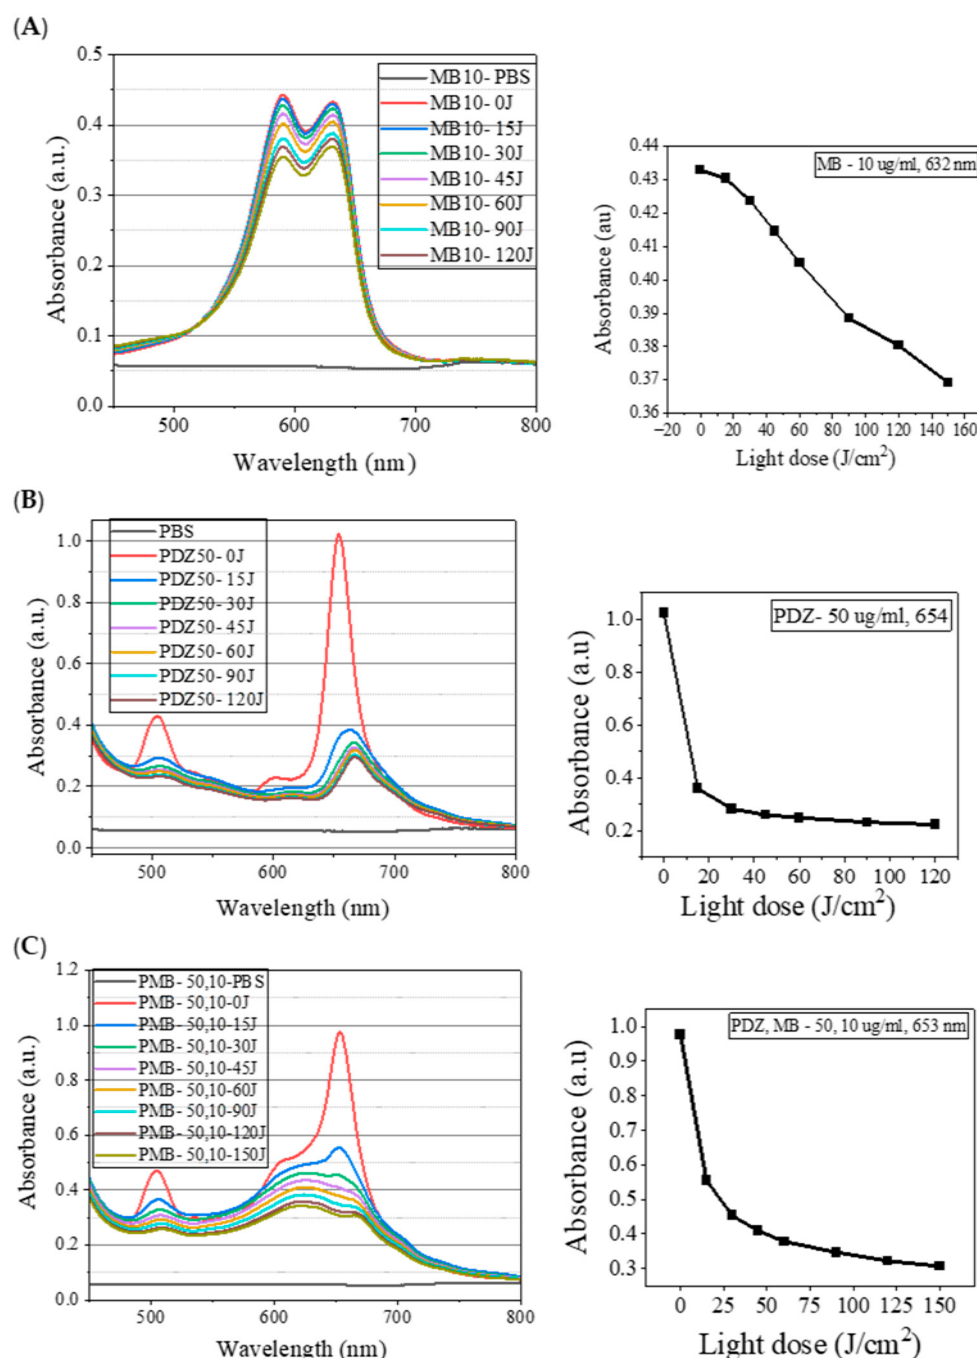 (A)
0.5
0.4
0.3
0.2
0.1
0.0
Absorbance (a.u.)
500
600
700
800
Wavelength (nm)
MB10- PBS
MB10- 0J
MB10- 15J
MB10- 30J
MB10- 45J
MB10- 60J
MB10- 90J
MB10- 120J
0.44
0.43
0.42
0.41
0.40
0.39
0.38
0.37
0.36
Absorbance (au)
MB - 10 ug/ml, 632 nm
−20 0 20 40 60 80 100 120 140 160
Light dose (J/cm²)
(B)
1.0
0.8
0.6
0.4
0.2
0.0
Absorbance (a.u.)
500
600
700
800
Wavelength (nm)
PBS
PDZ50- 0J
PDZ50- 15J
PDZ50- 30J
PDZ50- 45J
PDZ50- 60J
PDZ50- 90J
PDZ50- 120J
1.0
0.8
0.6
0.4
0.2
Absorbance (a.u)
PDZ- 50 ug/ml, 654
0 20 40 60 80 100 120
Light dose (J/cm²)
(C)
1.2
1.0
0.8
0.6
0.4
0.2
0.0
Absorbance (a.u.)
500
600
700
800
Wavelength (nm)
PMB- 50,10-PBS
PMB- 50,10-0J
PMB- 50,10-15J
PMB- 50,10-30J
PMB- 50,10-45J
PMB- 50,10-60J
PMB- 50,10-90J
PMB- 50,10-120J
PMB- 50,10-150J
1.0
0.9
0.8
0.7
0.6
0.5
0.4
0.3
Absorbance (a.u)
PDZ, MB - 50, 10 ug/ml, 653 nm
0 25 50 75 100 125 150
Light dose (J/cm²)